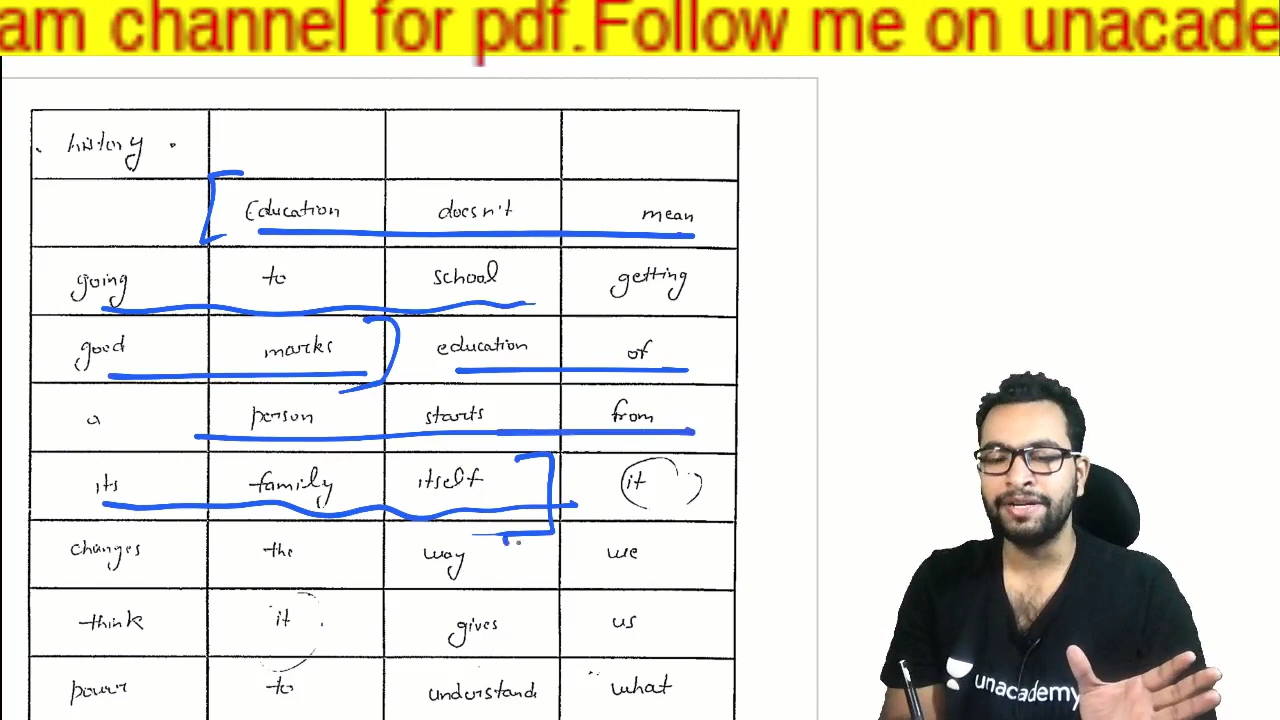 am channel for pdf.Follow me on unacade
history
Education doesn't mean
going to school getting
good marks education of
a person starts from
its family itself it
changes the way we
think it gives us
power to understand what
unacademy